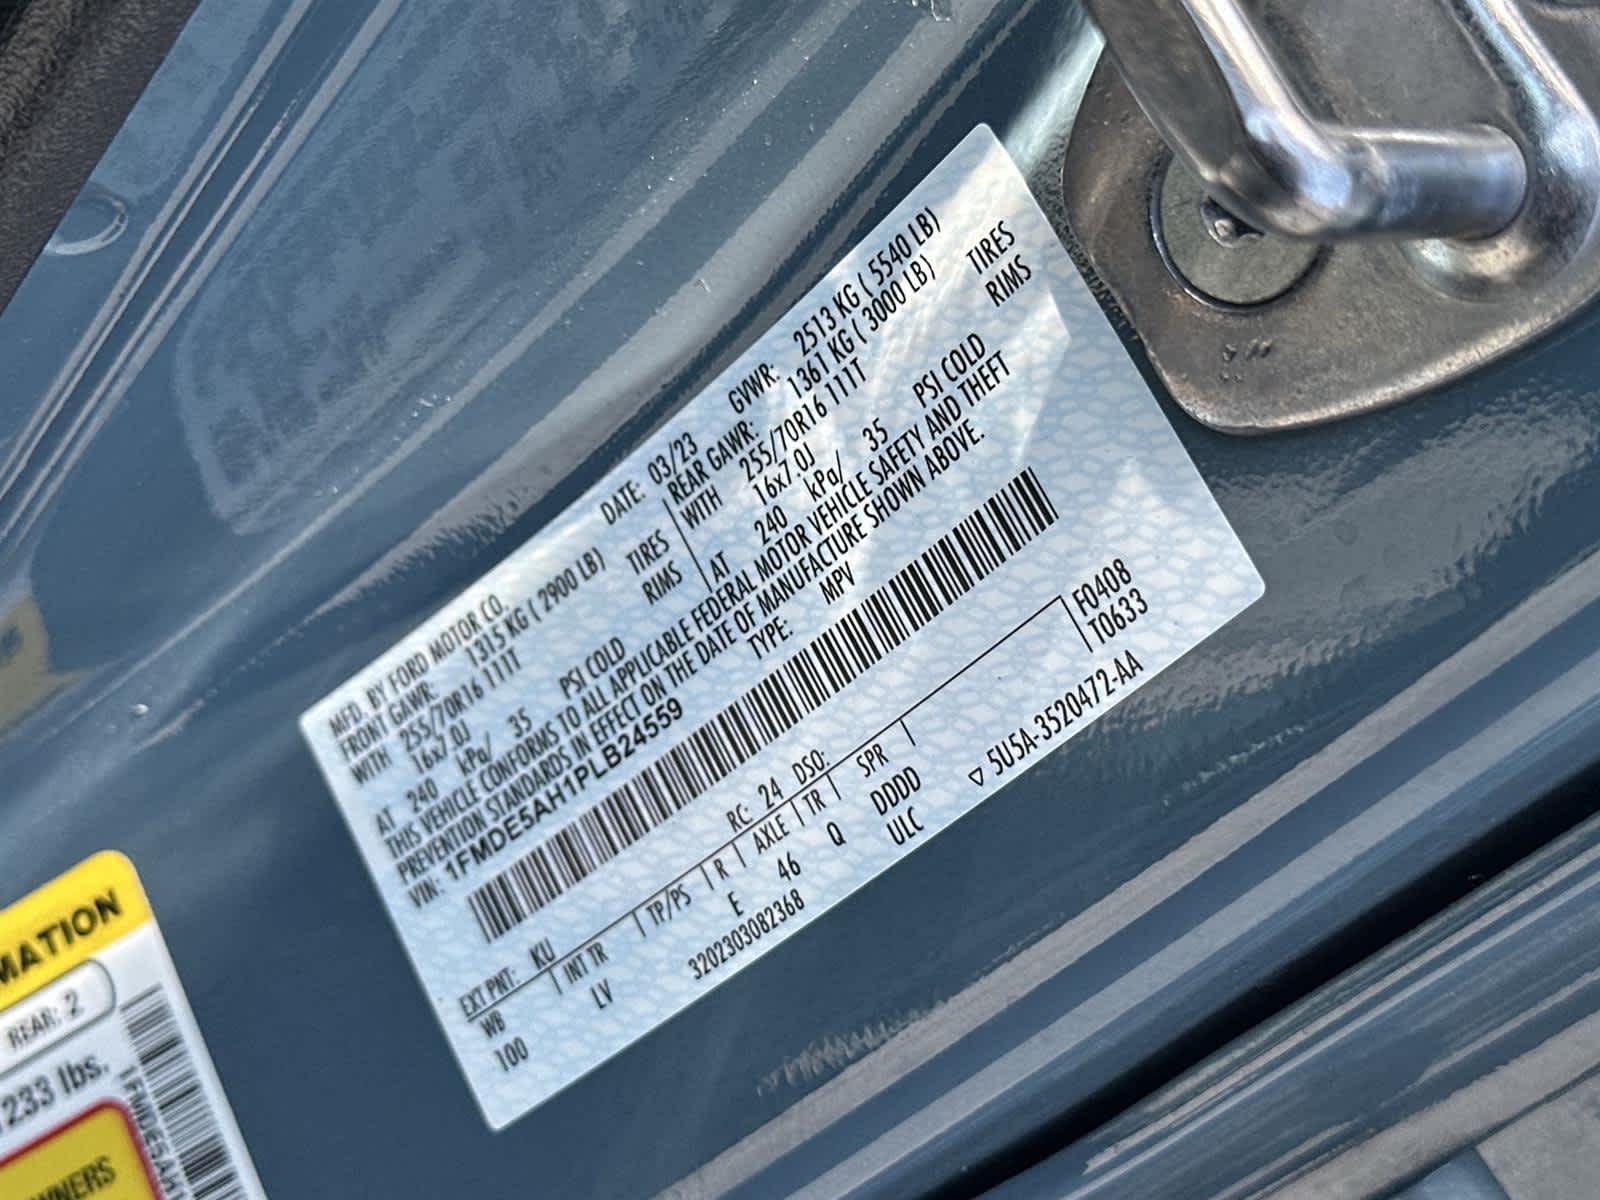 MFD. BY FORD MOTOR CO.
DATE: 03/23 GVWR: 2513 KG ( 5540 LB)
FRONT GAWR: 1315 KG ( 2900 LB) REAR GAWR: 1361 KG ( 3000 LB)
WITH 255/70R16 111T TIRES WITH 255/70R16 111T TIRES
16x7.0J RIMS 16x7.0J RIMS
AT 240 kPa/ 35 PSI COLD AT 240 kPa/ 35 PSI COLD
THIS VEHICLE CONFORMS TO ALL APPLICABLE FEDERAL MOTOR VEHICLE SAFETY AND THEFT
PREVENTION STANDARDS IN EFFECT ON THE DATE OF MANUFACTURE SHOWN ABOVE.
VIN: 1FMDE5AH1PLB24559 TYPE: MPV
EXT PNT: KU RC: 24 DSO: F0408
WB INT TR TP/PS R AXLE TR SPR T0633
100 LV E 46 Q DDDD
3202303082368 ULC ▽ 5U5A-3520472-AA
MATION
REAR: 2
233 lbs.
1FMDE5AH1
WNERS